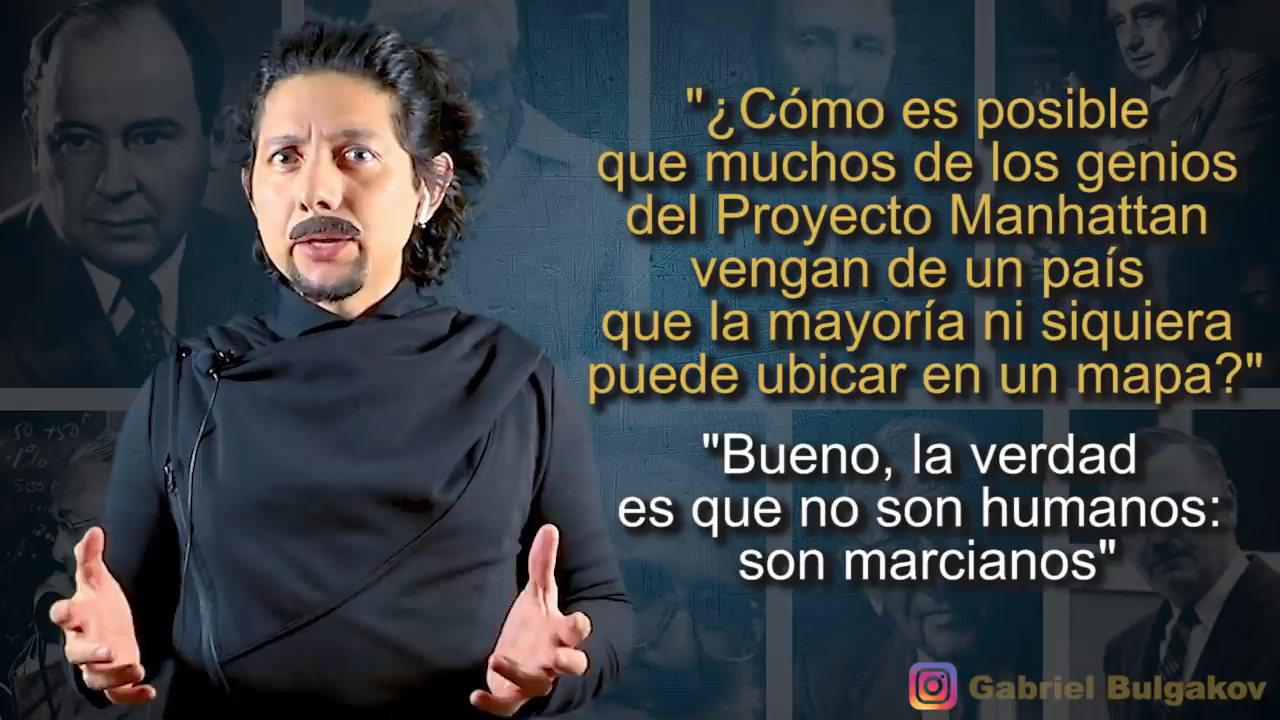 "¿Cómo es posible
que muchos de los genios
del Proyecto Manhattan
vengan de un país
que la mayoría ni siquiera
puede ubicar en un mapa?"
"Bueno, la verdad
es que no son humanos:
son marcianos"
Gabriel Bulgakov